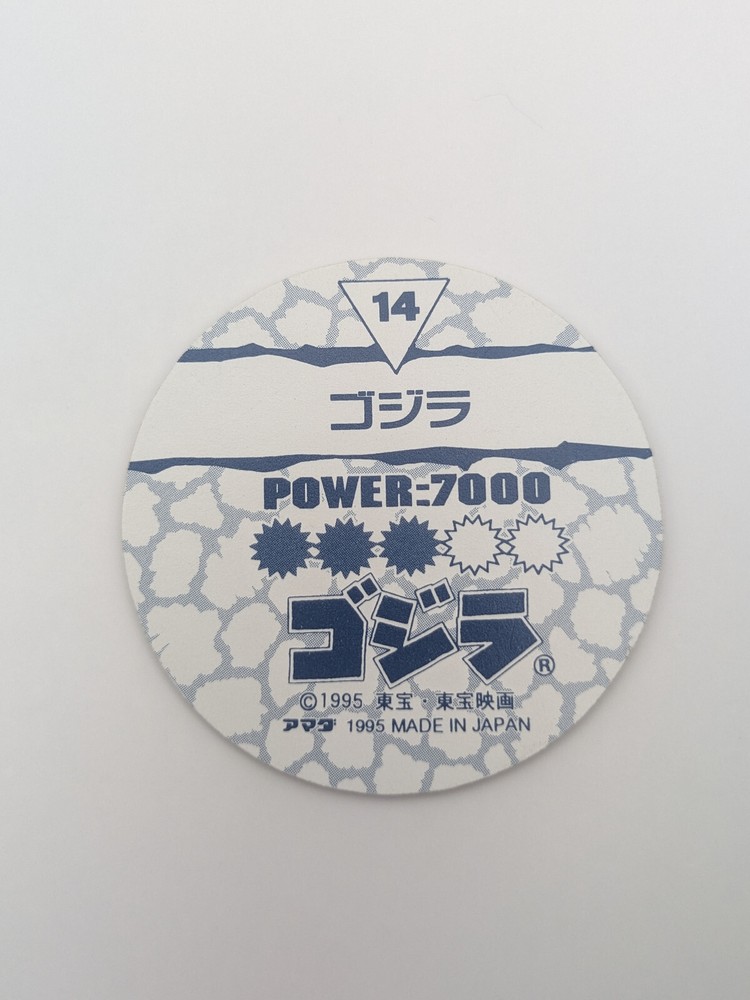 14
ゴジラ
POWER:7000
ゴジラ®
©1995 東宝・東宝映画
アマダ 1995 MADE IN JAPAN